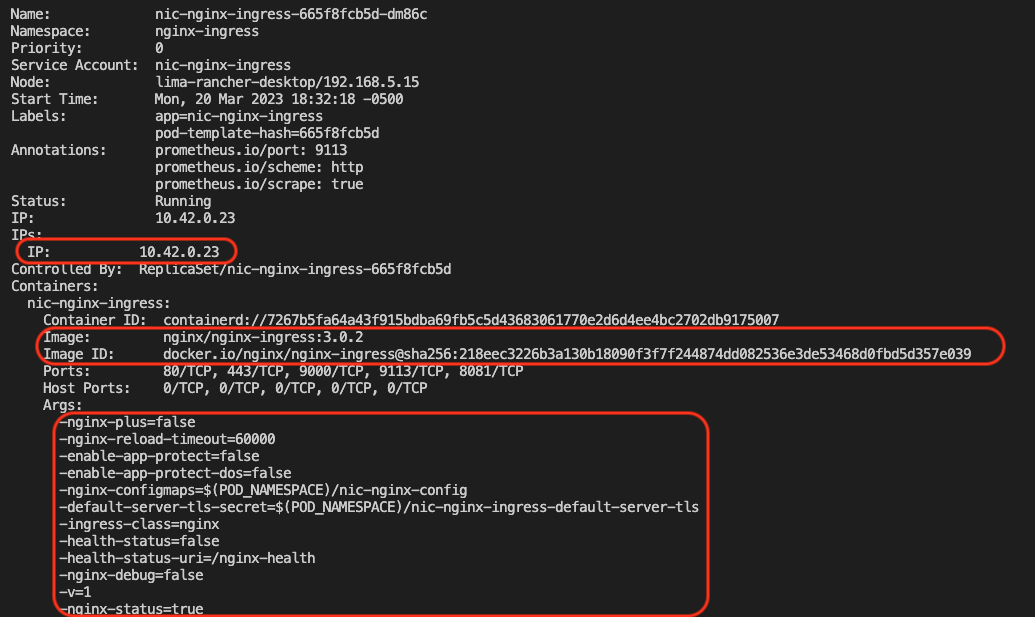 Name:             nic-nginx-ingress-665f8fcb5d-dm86c
Namespace:        nginx-ingress
Priority:         0
Service Account:  nic-nginx-ingress
Node:             lima-rancher-desktop/192.168.5.15
Start Time:       Mon, 20 Mar 2023 18:32:18 -0500
Labels:           app=nic-nginx-ingress
                  pod-template-hash=665f8fcb5d
Annotations:      prometheus.io/port: 9113
                  prometheus.io/scheme: http
                  prometheus.io/scrape: true
Status:           Running
IP:               10.42.0.23
IPs:
  IP:           10.42.0.23
Controlled By:  ReplicaSet/nic-nginx-ingress-665f8fcb5d
Containers:
  nic-nginx-ingress:
    Container ID:  containerd://7267b5fa64a43f915bdba69fb5c5d43683061770e2d6d4ee4bc2702db9175007
    Image:         nginx/nginx-ingress:3.0.2
    Image ID:      docker.io/nginx/nginx-ingress@sha256:218eec3226b3a130b18090f3f7f244874dd082536e3de53468d0fbd5d357e039
    Ports:         80/TCP, 443/TCP, 9000/TCP, 9113/TCP, 8081/TCP
    Host Ports:    0/TCP, 0/TCP, 0/TCP, 0/TCP, 0/TCP
    Args:
      -nginx-plus=false
      -nginx-reload-timeout=60000
      -enable-app-protect=false
      -enable-app-protect-dos=false
      -nginx-configmaps=$(POD_NAMESPACE)/nic-nginx-config
      -default-server-tls-secret=$(POD_NAMESPACE)/nic-nginx-ingress-default-server-tls
      -ingress-class=nginx
      -health-status=false
      -health-status-uri=/nginx-health
      -nginx-debug=false
      -v=1
      -nginx-status=true